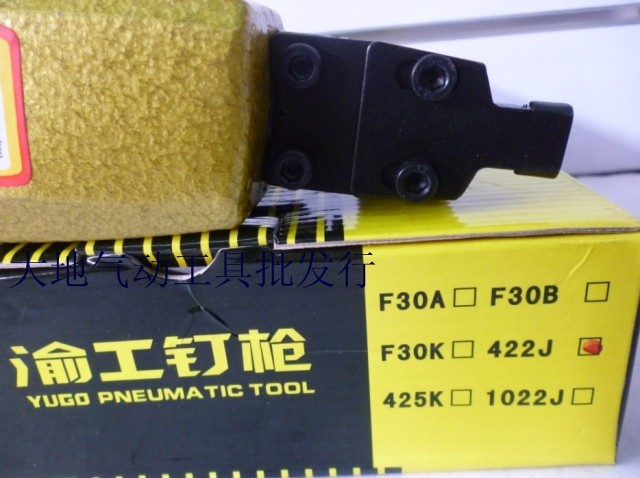 天地气动工具批发行
渝工钉枪
YUGO PNEUMATIC TOOL
F30A□ F30B □
F30K□ 422J □
425K□ 1022J□